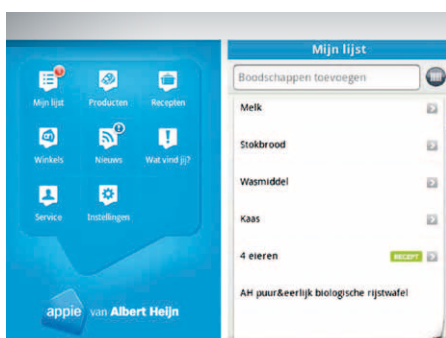 Mijn lijst
Producten
Recepten
Winkels
Nieuws
Wat vind jij?
Service
Instellingen
appie van Albert Heijn
Mijn lijst
Boodschappen toevoegen
Melk
Stokbrood
Wasmiddel
Kaas
4 eieren RECEPT
AH puur&eerlijk biologische rijstwafel